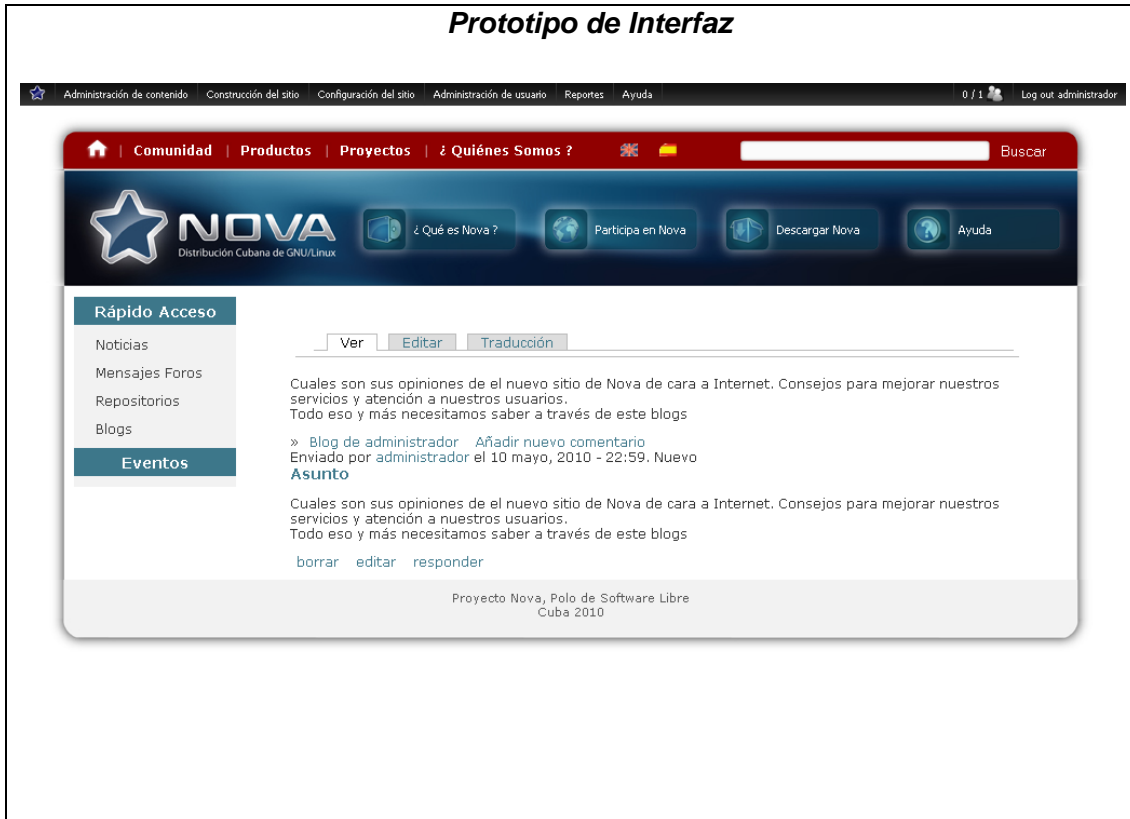 Prototipo de Interfaz
Administración de contenido Construcción del sitio Configuración del sitio Administración de usuario Reportes Ayuda 0 / 1 Log out administrador
| Comunidad | Productos | Proyectos | ¿ Quiénes Somos ? Buscar
NOVA
Distribución Cubana de GNU/Linux
¿ Qué es Nova ? Participa en Nova Descargar Nova Ayuda
Rápido Acceso
Noticias
Mensajes Foros
Repositorios
Blogs
Eventos
Ver Editar Traducción
Cuales son sus opiniones de el nuevo sitio de Nova de cara a Internet. Consejos para mejorar nuestros
servicios y atención a nuestros usuarios.
Todo eso y más necesitamos saber a través de este blogs
» Blog de administrador Añadir nuevo comentario
Enviado por administrador el 10 mayo, 2010 - 22:59. Nuevo
Asunto
Cuales son sus opiniones de el nuevo sitio de Nova de cara a Internet. Consejos para mejorar nuestros
servicios y atención a nuestros usuarios.
Todo eso y más necesitamos saber a través de este blogs
borrar editar responder
Proyecto Nova, Polo de Software Libre
Cuba 2010